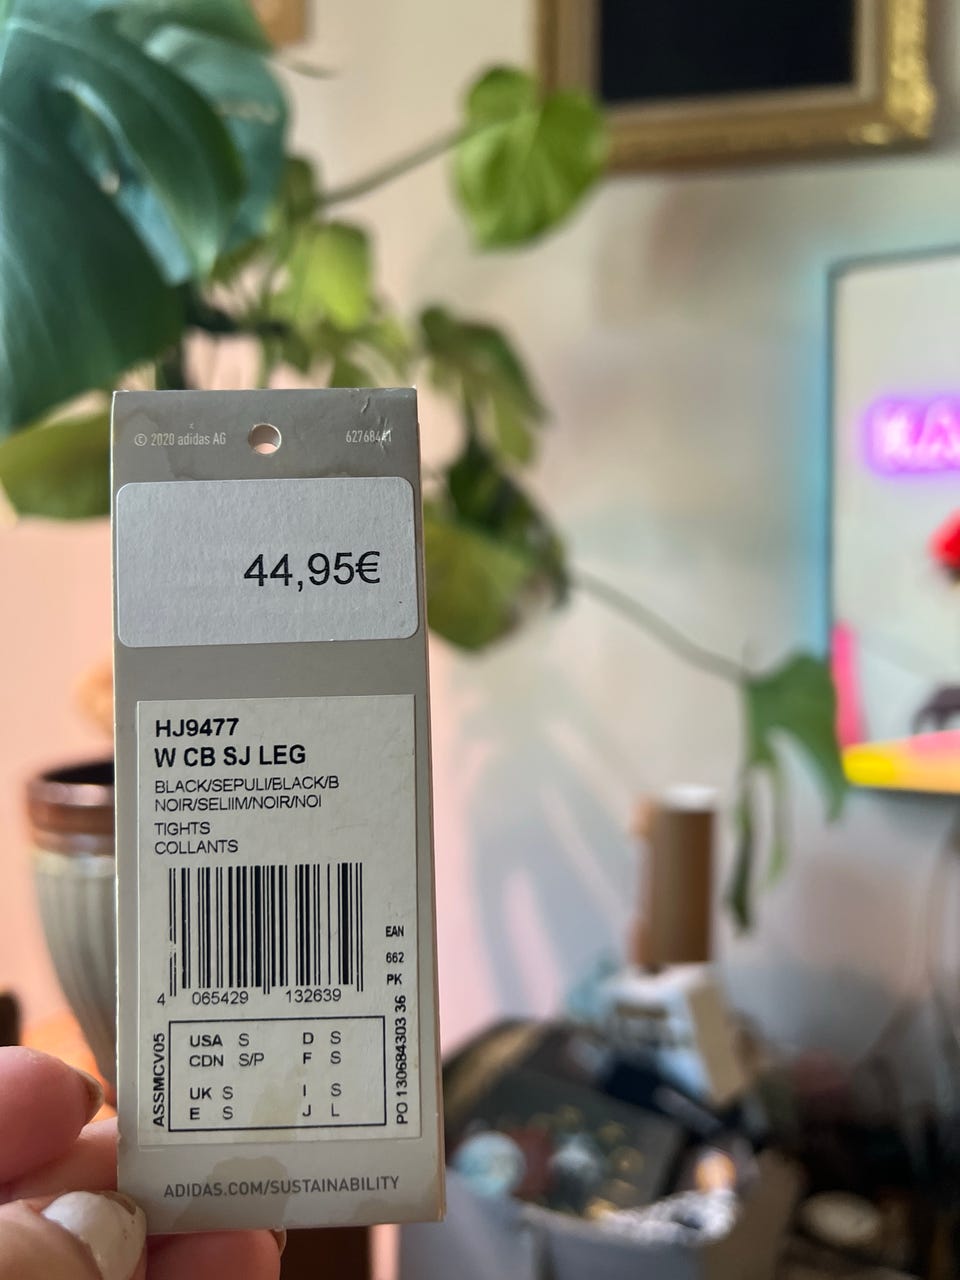 © 2020 adidas AG
62768441
44,95€
HJ9477
W CB SJ LEG
BLACK/SEPULI/BLACK/B
NOIR/SELIIM/NOIR/NOI
TIGHTS
COLLANTS
EAN
662
PK
4 065429 132639
ASSMCV05
USA S D S
CDN S/P F S
UK S I S
E S J L
PO 130684303 36
ADIDAS.COM/SUSTAINABILITY